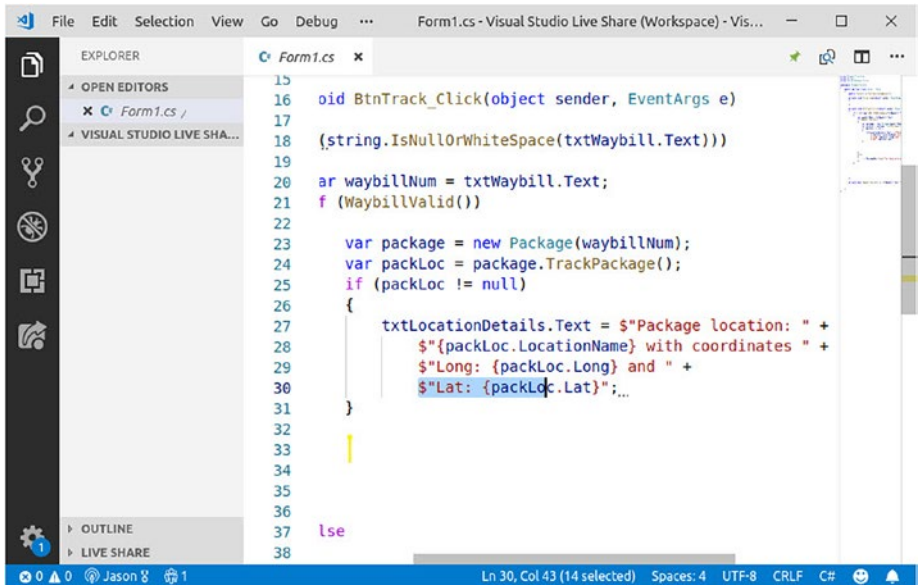 File Edit Selection View Go Debug ••• Form1.cs - Visual Studio Live Share (Workspace) - Vis...
EXPLORER
Form1.cs
OPEN EDITORS
Form1.cs /
VISUAL STUDIO LIVE SHA...
15
16 oid BtnTrack_Click(object sender, EventArgs e)
17
18 (string.IsNullOrWhiteSpace(txtWaybill.Text)))
19
20 ar waybillNum = txtWaybill.Text;
21 f (WaybillValid())
22
23 var package = new Package(waybillNum);
24 var packLoc = package.TrackPackage();
25 if (packLoc != null)
26 {
27 txtLocationDetails.Text = $"Package location: " +
28 $"{packLoc.LocationName} with coordinates " +
29 $"Long: {packLoc.Long} and " +
30 $"Lat: {packLoc.Lat}";
31 }
32
33
34
35
36
37 lse
38
OUTLINE
LIVE SHARE
1
0 0 Jason 1 Ln 30, Col 43 (14 selected) Spaces: 4 UTF-8 CRLF C#